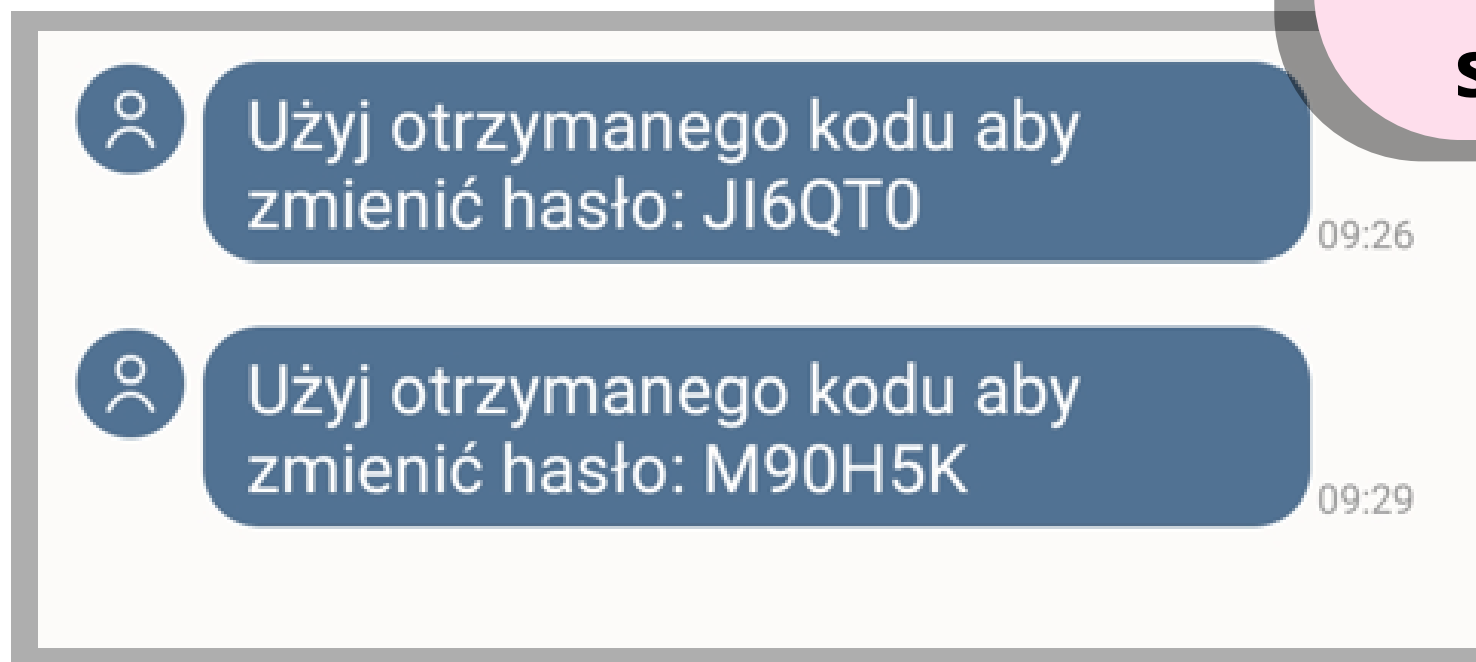 Użyj otrzymanego kodu aby
zmienić hasło: JI6QT0
09:26
Użyj otrzymanego kodu aby
zmienić hasło: M90H5K
09:29